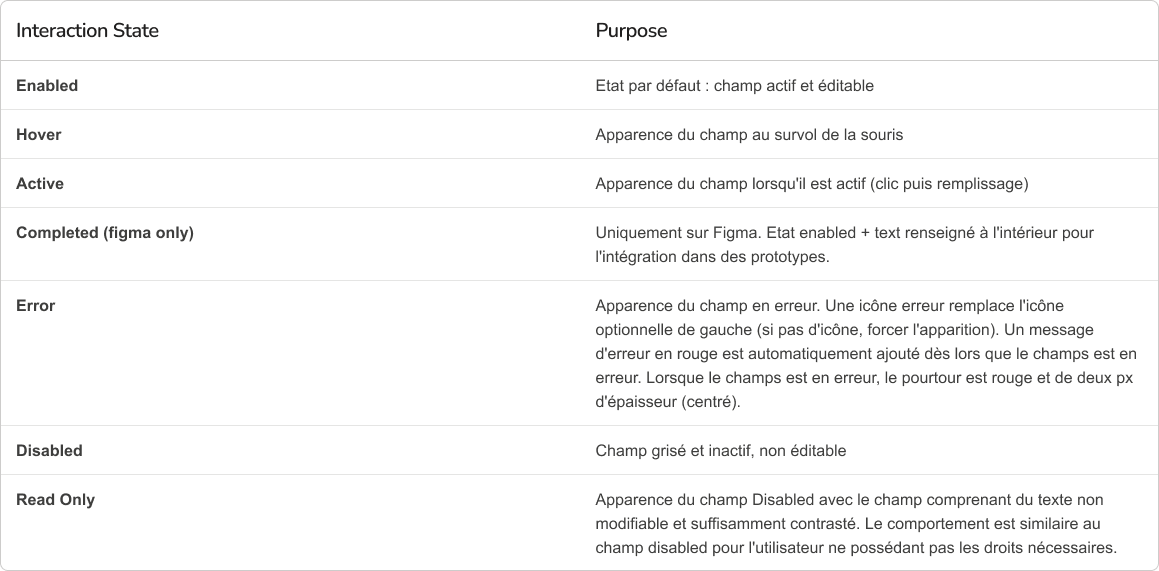 Interaction State
Purpose
Enabled
Etat par défaut : champ actif et éditable
Hover
Apparence du champ au survol de la souris
Active
Apparence du champ lorsqu'il est actif (clic puis remplissage)
Completed (figma only)
Uniquement sur Figma. Etat enabled + text renseigné à l'intérieur pour
l'intégration dans des prototypes.
Error
Apparence du champ en erreur. Une icône erreur remplace l'icône
optionnelle de gauche (si pas d'icône, forcer l'apparition). Un message
d'erreur en rouge est automatiquement ajouté dès lors que le champs est en
erreur. Lorsque le champs est en erreur, le pourtour est rouge et de deux px
d'épaisseur (centré).
Disabled
Champ grisé et inactif, non éditable
Read Only
Apparence du champ Disabled avec le champ comprenant du texte non
modifiable et suffisamment contrasté. Le comportement est similaire au
champ disabled pour l'utilisateur ne possédant pas les droits nécessaires.